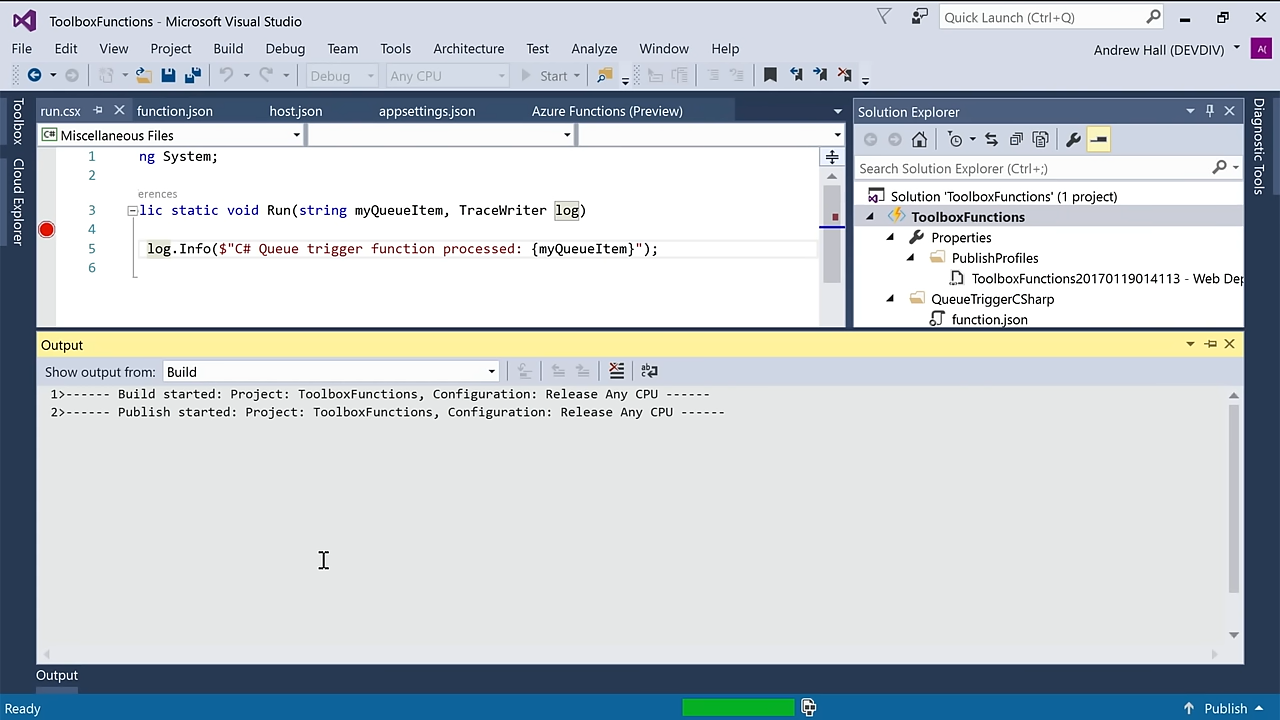 ToolboxFunctions - Microsoft Visual Studio
Quick Launch (Ctrl+Q)
File Edit View Project Build Debug Team Tools Architecture Test Analyze Window Help
Andrew Hall (DEVDIV)
A(
Debug Any CPU Start
Toolbox
Cloud Explorer
run.csx function.json host.json appsettings.json Azure Functions (Preview)
C# Miscellaneous Files
1 ng System;
2
erences
3 lic static void Run(string myQueueItem, TraceWriter log)
4
5 log.Info($"C# Queue trigger function processed: {myQueueItem}");
6
Solution Explorer
Search Solution Explorer (Ctrl+;)
Solution 'ToolboxFunctions' (1 project)
ToolboxFunctions
Properties
PublishProfiles
ToolboxFunctions20170119014113 - Web Dep
QueueTriggerCSharp
function.json
Diagnostic Tools
Output
Show output from: Build
1>------ Build started: Project: ToolboxFunctions, Configuration: Release Any CPU ------
2>------ Publish started: Project: ToolboxFunctions, Configuration: Release Any CPU ------
Output
Ready
Publish